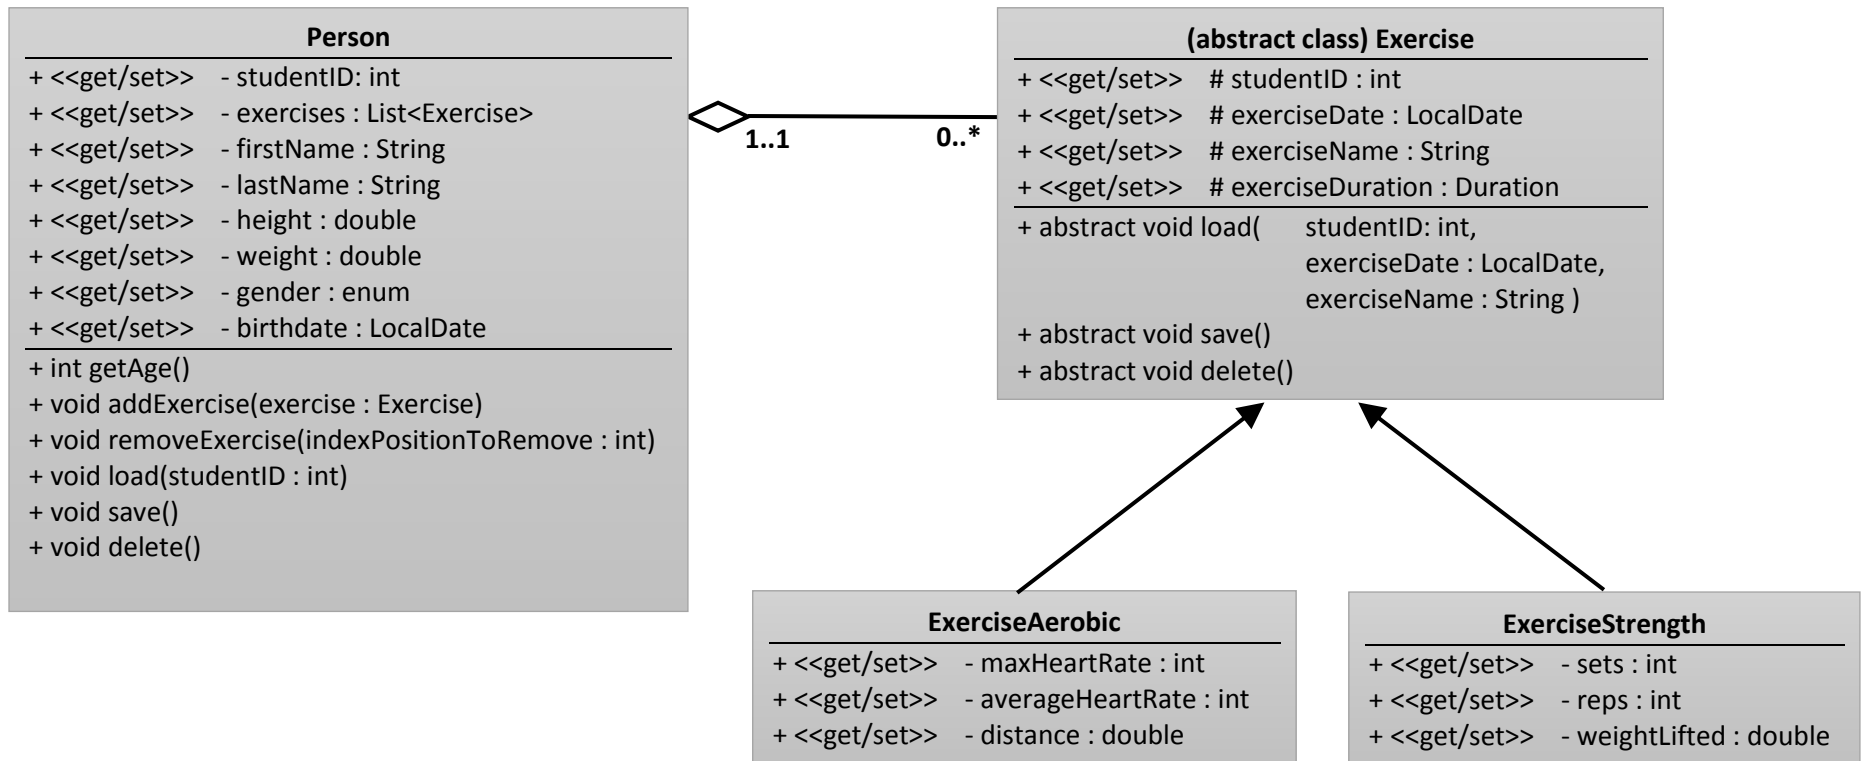 Person
+ <<get/set>> - studentID: int
+ <<get/set>> - exercises : List<Exercise>
+ <<get/set>> - firstName : String
+ <<get/set>> - lastName : String
+ <<get/set>> - height : double
+ <<get/set>> - weight : double
+ <<get/set>> - gender : enum
+ <<get/set>> - birthdate : LocalDate
+ int getAge()
+ void addExercise(exercise : Exercise)
+ void removeExercise(indexPositionToRemove : int)
+ void load(studentID : int)
+ void save()
+ void delete()
1..1
0..*
(abstract class) Exercise
+ <<get/set>> # studentID : int
+ <<get/set>> # exerciseDate : LocalDate
+ <<get/set>> # exerciseName : String
+ <<get/set>> # exerciseDuration : Duration
+ abstract void load( studentID: int,
exerciseDate : LocalDate,
exerciseName : String )
+ abstract void save()
+ abstract void delete()
ExerciseAerobic
+ <<get/set>> - maxHeartRate : int
+ <<get/set>> - averageHeartRate : int
+ <<get/set>> - distance : double
ExerciseStrength
+ <<get/set>> - sets : int
+ <<get/set>> - reps : int
+ <<get/set>> - weightLifted : double